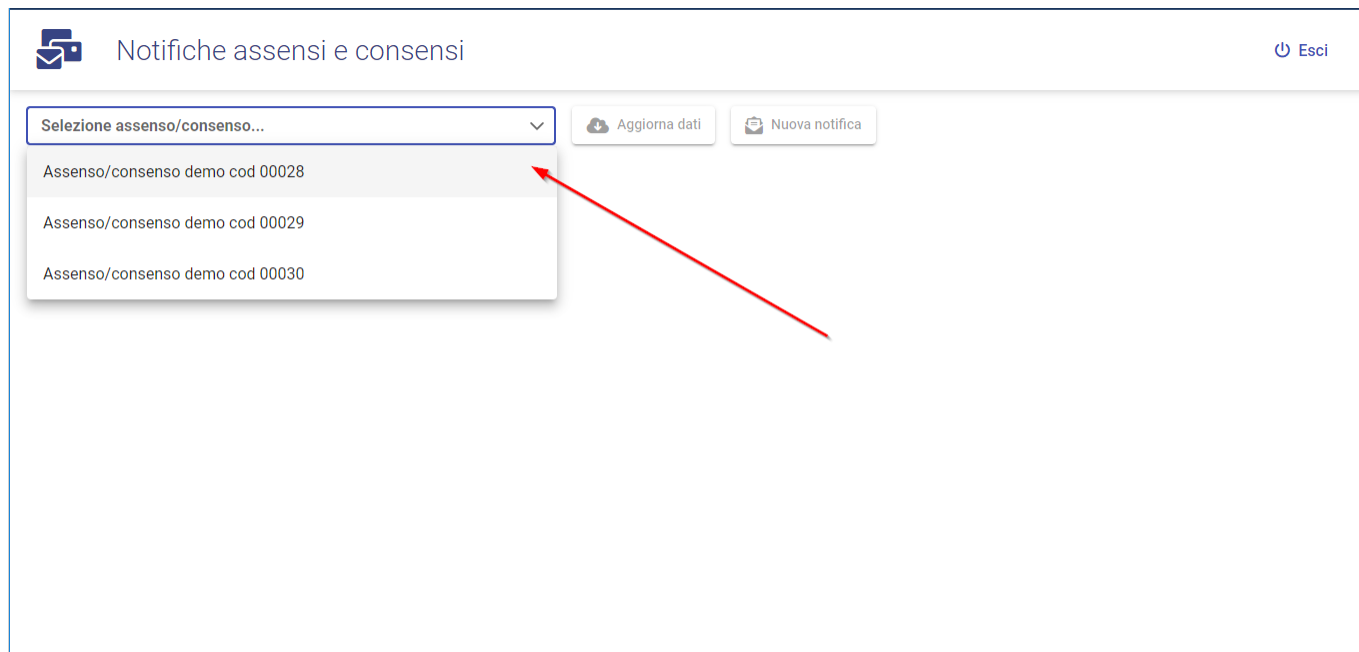 Notifiche assensi e consensi
Esci
Selezione assenso/consenso...
Aggiorna dati
Nuova notifica
Assenso/consenso demo cod 00028
Assenso/consenso demo cod 00029
Assenso/consenso demo cod 00030